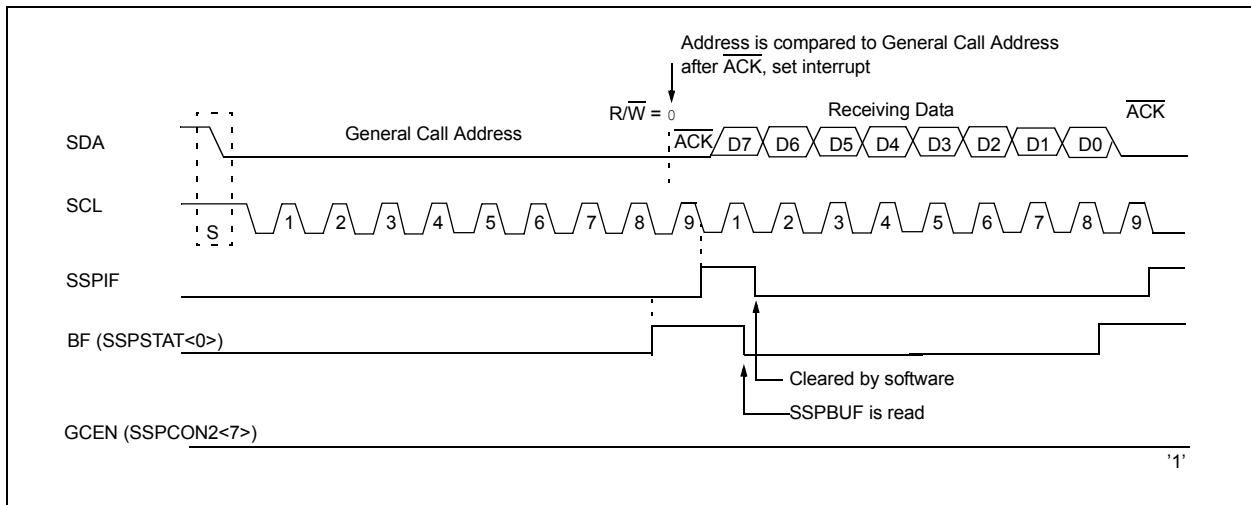 Address is compared to General Call Address
after ACK, set interrupt
R/W = 0
General Call Address
Receiving Data
ACK
SDA
ACK
D7 D6 D5 D4 D3 D2 D1 D0
SCL
S
1 2 3 4 5 6 7 8 9 1 2 3 4 5 6 7 8 9
SSPIF
BF (SSPSTAT<0>)
Cleared by software
SSPBUF is read
GCEN (SSPCON2<7>)
'1'